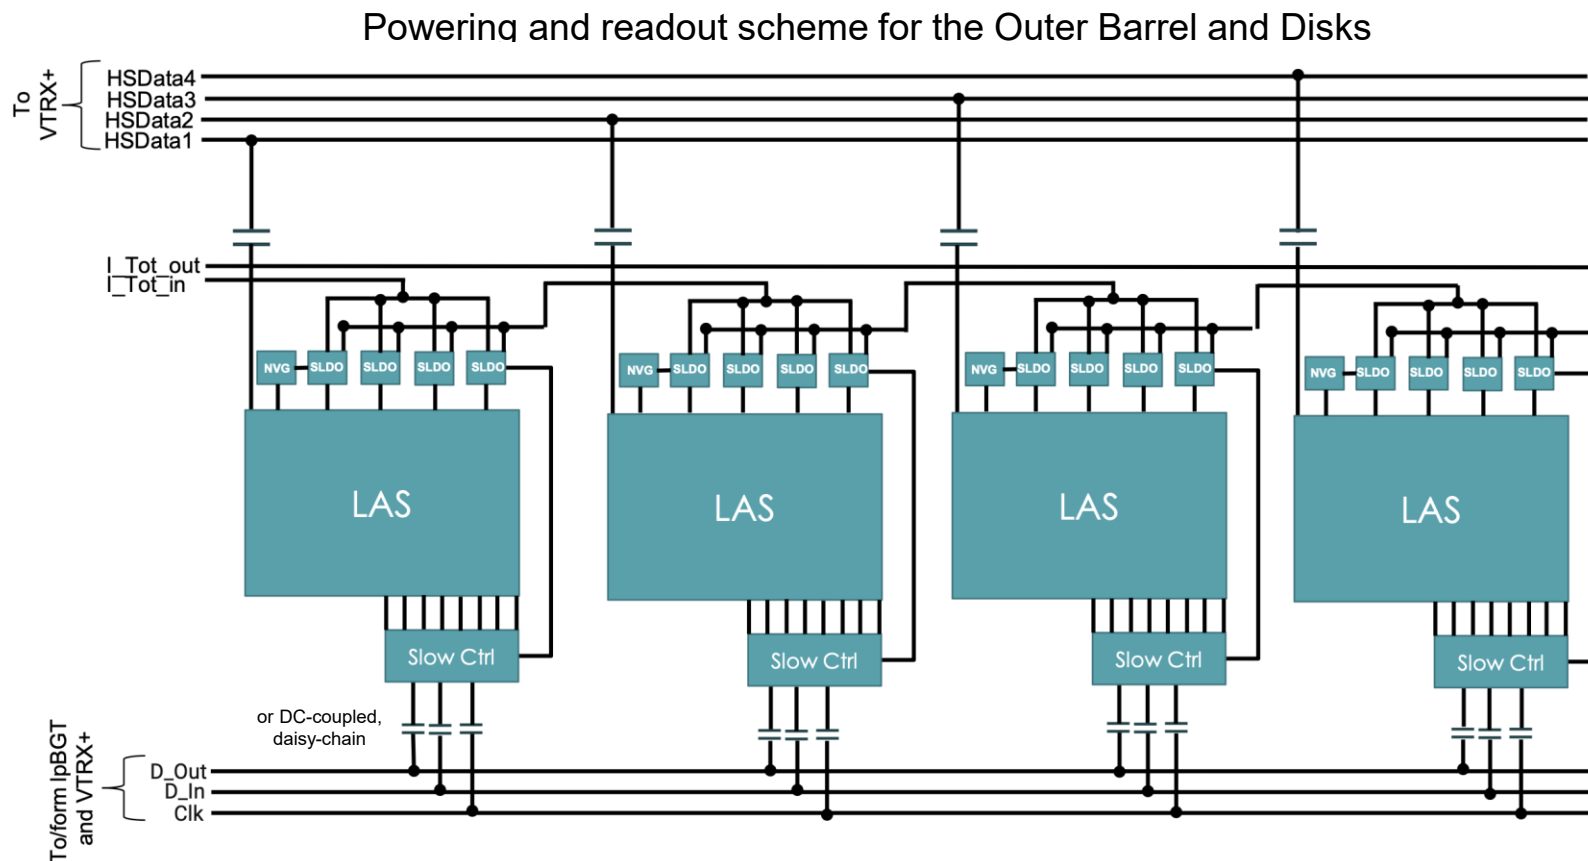 Powering and readout scheme for the Outer Barrel and Disks
To
VTRX+
HSData4
HSData3
HSData2
HSData1
I_Tot_out
I_Tot_in
NVG SLDO SLDO SLDO SLDO
NVG SLDO SLDO SLDO SLDO
NVG SLDO SLDO SLDO SLDO
NVG SLDO SLDO SLDO SLDO
LAS
LAS
LAS
LAS
Slow Ctrl
Slow Ctrl
Slow Ctrl
Slow Ctrl
or DC-coupled,
daisy-chain
To/form lpBGT
and VTRX+
D_Out
D_In
Clk